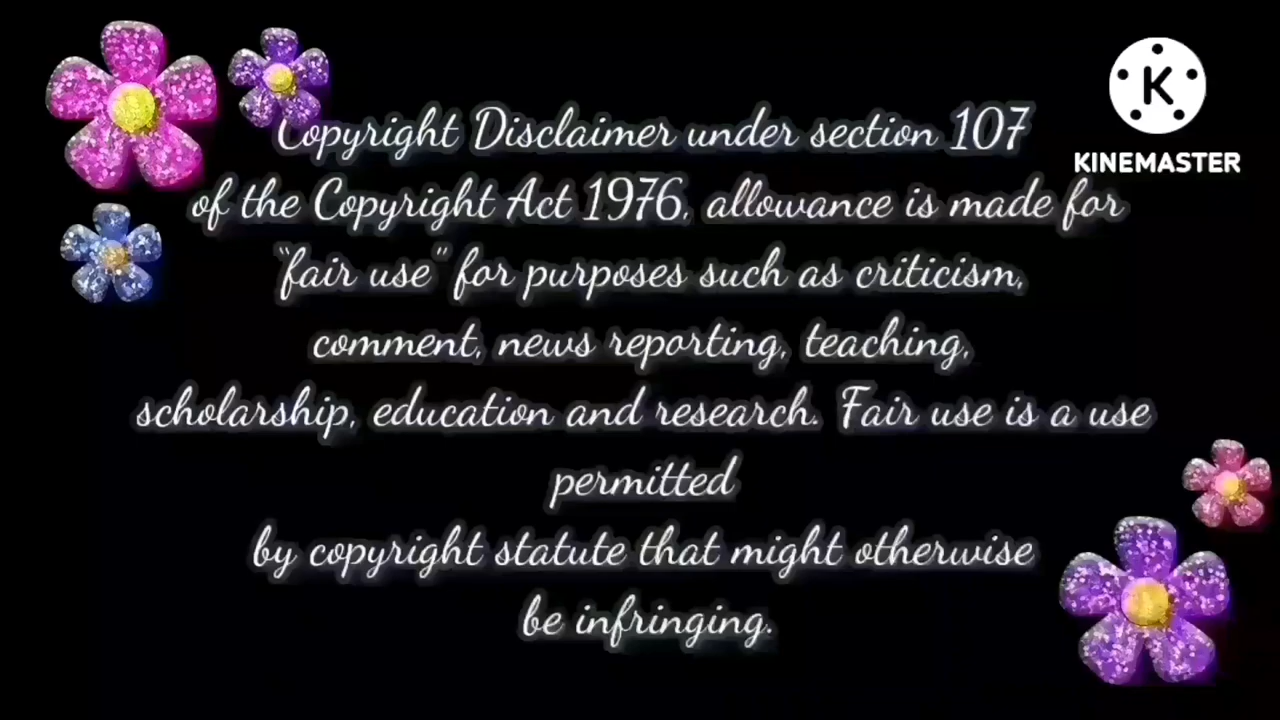 Copyright Disclaimer under section 107
of the Copyright Act 1976, allowance is made for
“fair use” for purposes such as criticism,
comment, news reporting, teaching,
scholarship, education and research. Fair use is a use
permitted
by copyright statute that might otherwise
be infringing.
K
KINEMASTER